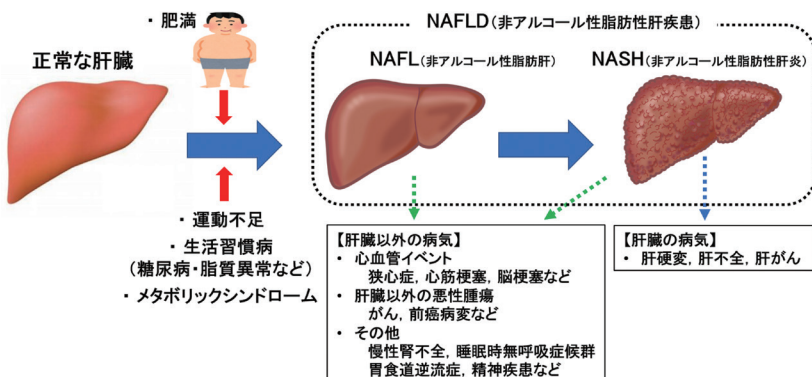 ・肥満
正常な肝臓
NAFLD(非アルコール性脂肪性肝疾患)
NAFL(非アルコール性脂肪肝)
NASH(非アルコール性脂肪性肝炎)
・運動不足
・生活習慣病
(糖尿病・脂質異常など)
・メタボリックシンドローム
【肝臓以外の病気】
・心血管イベント
狭心症,心筋梗塞,脳梗塞など
・肝臓以外の悪性腫瘍
がん,前癌病変など
・その他
慢性腎不全,睡眠時無呼吸症候群
胃食道逆流症,精神疾患など
【肝臓の病気】
・肝硬変,肝不全,肝がん